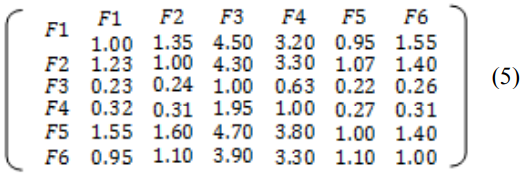 F1 F2 F3 F4 F5 F6
F1 1.00 1.35 4.50 3.20 0.95 1.55
F2 1.23 1.00 4.30 3.30 1.07 1.40
F3 0.23 0.24 1.00 0.63 0.22 0.26
F4 0.32 0.31 1.95 1.00 0.27 0.31
F5 1.55 1.60 4.70 3.80 1.00 1.40
F6 0.95 1.10 3.90 3.30 1.10 1.00
(5)